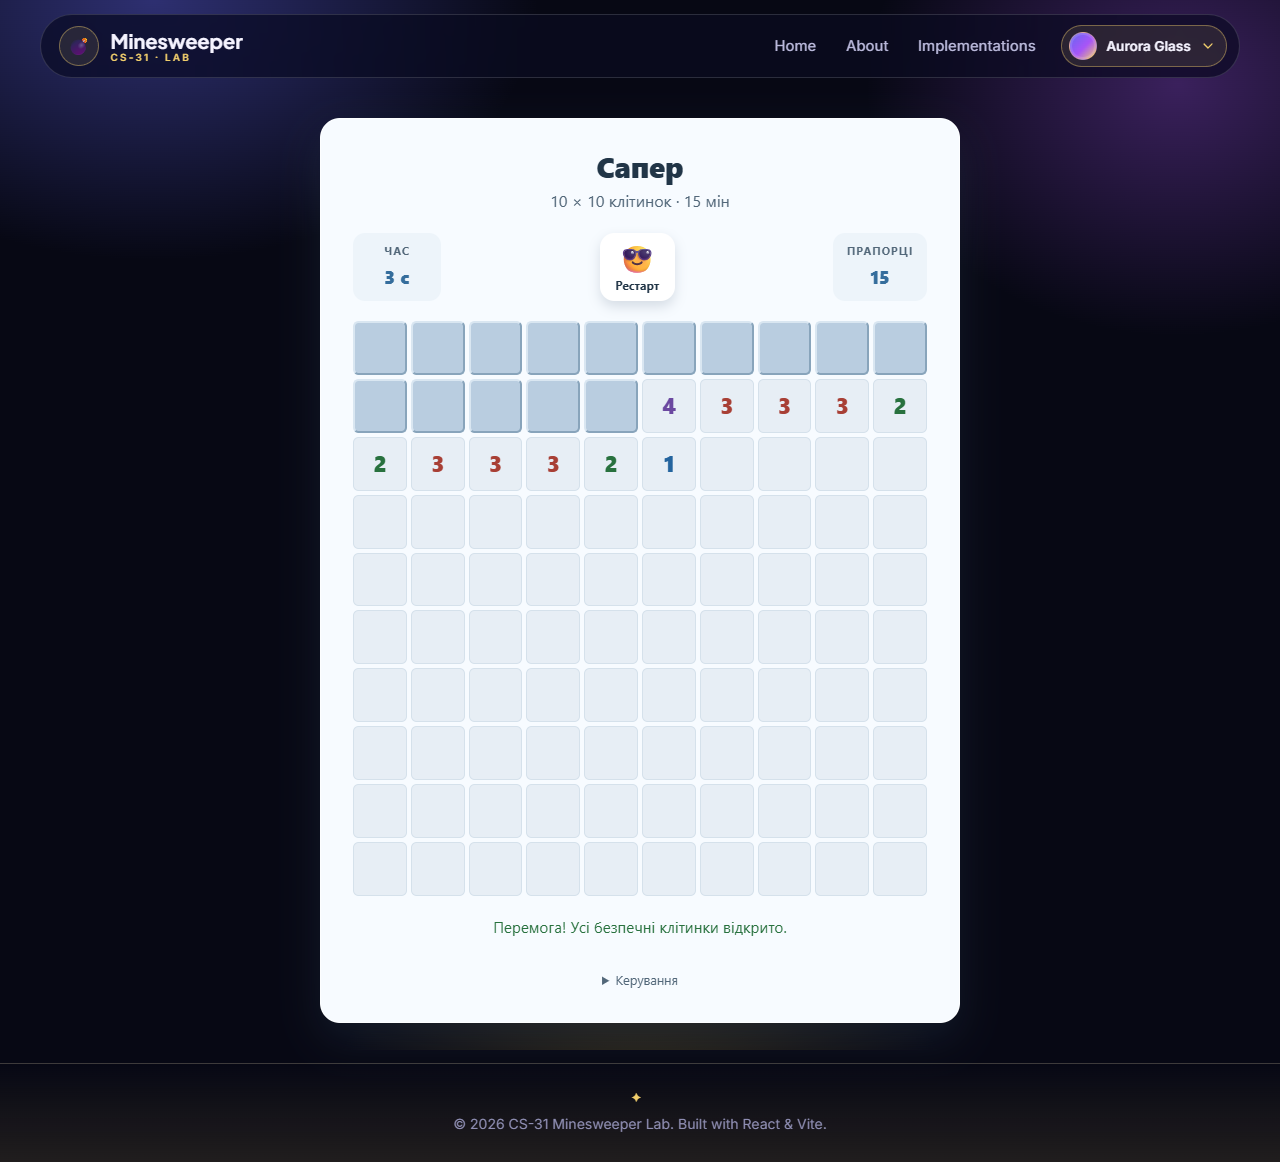 Minesweeper
CS-31 · LAB
Home About Implementations Aurora Glass
Сапер
10 × 10 клітинок · 15 мін
ЧАС
3 с
Рестарт
ПРАПОРЦІ
15
4 3 3 3 2
2 3 3 3 2 1
Перемога! Усі безпечні клітинки відкрито.
▶ Керування
© 2026 CS-31 Minesweeper Lab. Built with React & Vite.